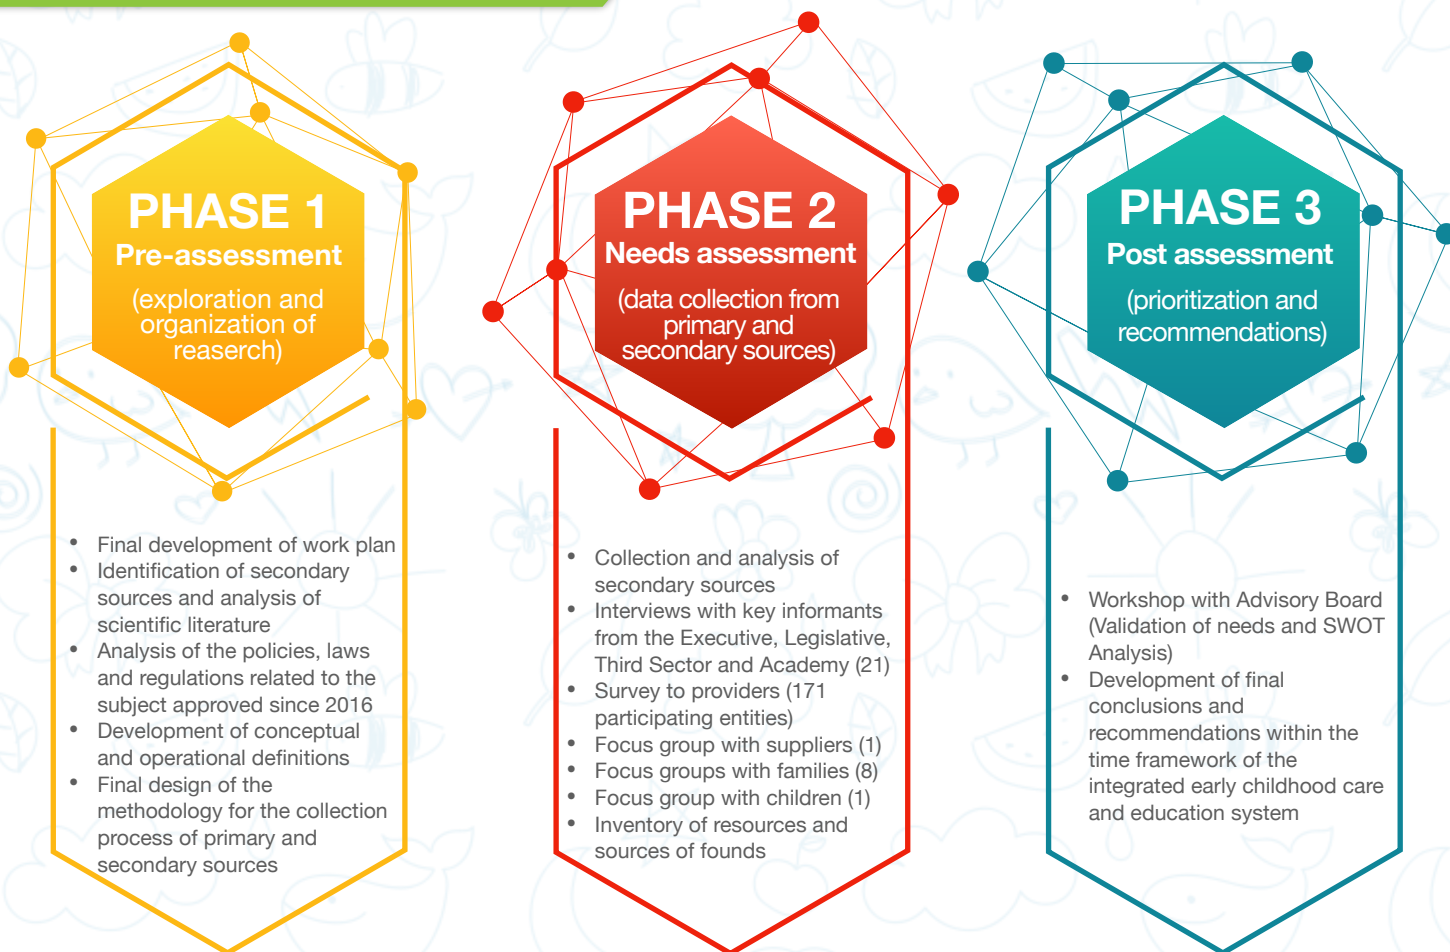 PHASE 1
Pre-assessment
(exploration and
organization of
reaserch)
• Final development of work plan
• Identification of secondary
sources and analysis of
scientific literature
• Analysis of the policies, laws
and regulations related to the
subject approved since 2016
• Development of conceptual
and operational definitions
• Final design of the
methodology for the collection
process of primary and
secondary sources
PHASE 2
Needs assessment
(data collection from
primary and
secondary sources)
• Collection and analysis of
secondary sources
• Interviews with key informants
from the Executive, Legislative,
Third Sector and Academy (21)
• Survey to providers (171
participating entities)
• Focus group with suppliers (1)
• Focus groups with families (8)
• Focus group with children (1)
• Inventory of resources and
sources of founds
PHASE 3
Post assessment
(prioritization and
recommendations)
• Workshop with Advisory Board
(Validation of needs and SWOT
Analysis)
• Development of final
conclusions and
recommendations within the
time framework of the
integrated early childhood care
and education system